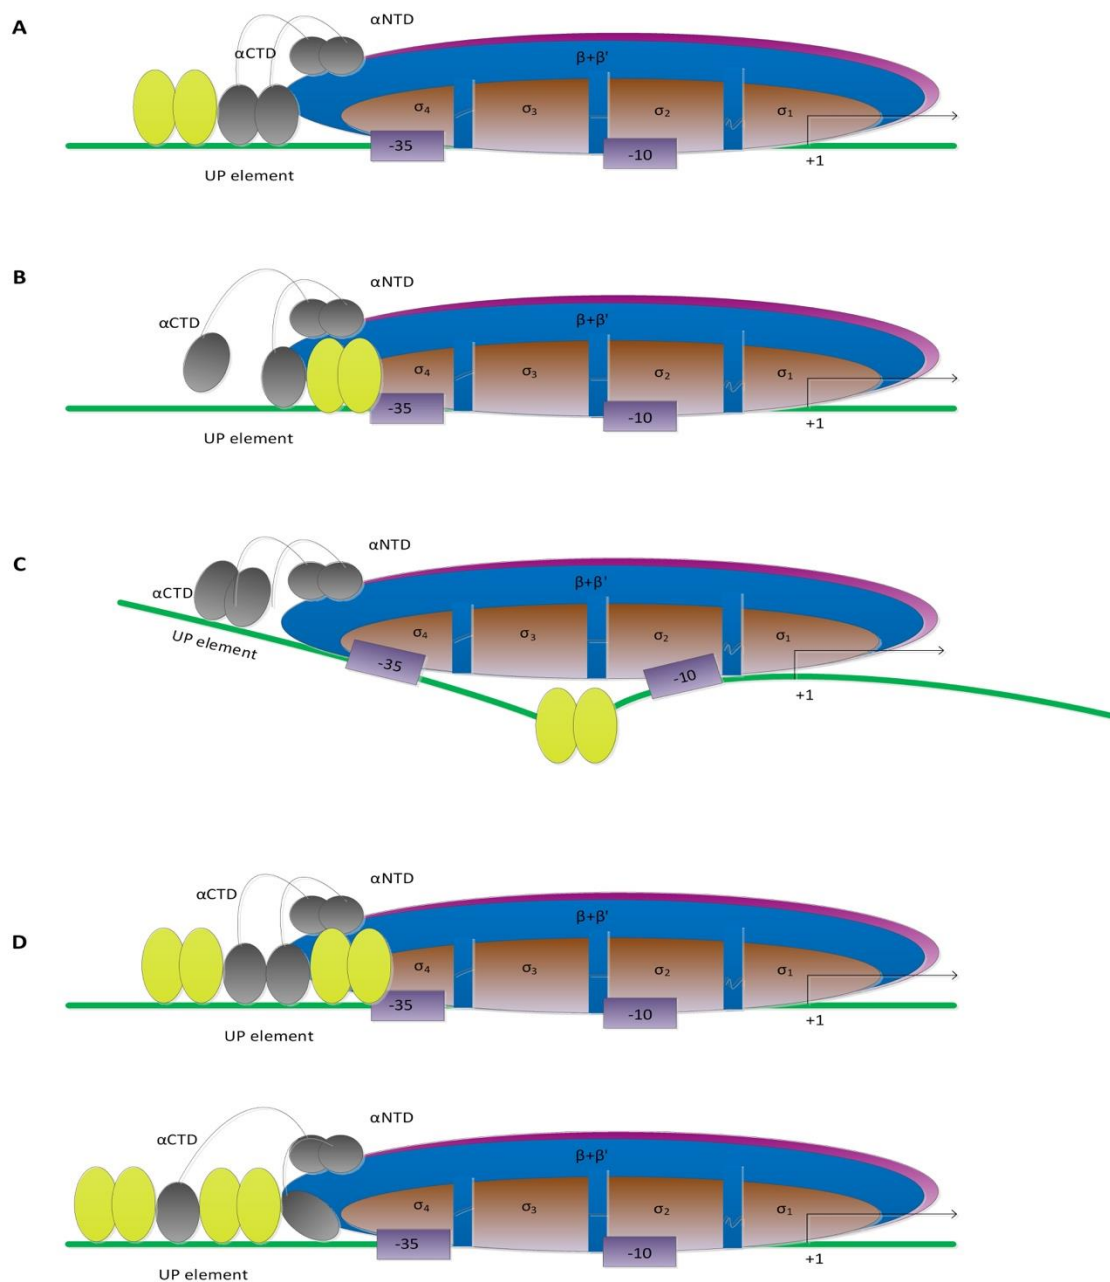 A
αNTD
αCTD
β+β'
σ4
σ3
σ2
σ1
-35
-10
+1
UP element
B
αNTD
αCTD
β+β'
σ4
σ3
σ2
σ1
-35
-10
+1
UP element
C
αNTD
αCTD
β+β'
σ4
σ3
σ2
σ1
UP element
-35
-10
+1
D
αNTD
αCTD
β+β'
σ4
σ3
σ2
σ1
-35
-10
+1
UP element
αNTD
αCTD
β+β'
σ4
σ3
σ2
σ1
-35
-10
+1
UP element